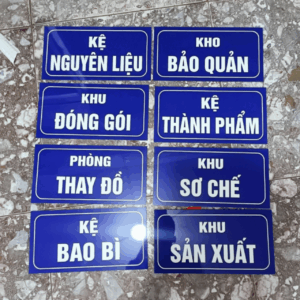 KỆ
NGUYÊN LIỆU
KHO
BẢO QUẢN
KHU
ĐÓNG GÓI
KỆ
THÀNH PHẨM
PHÒNG
THAY ĐỒ
KHU
SƠ CHẾ
KỆ
BAO BÌ
KHU
SẢN XUẤT